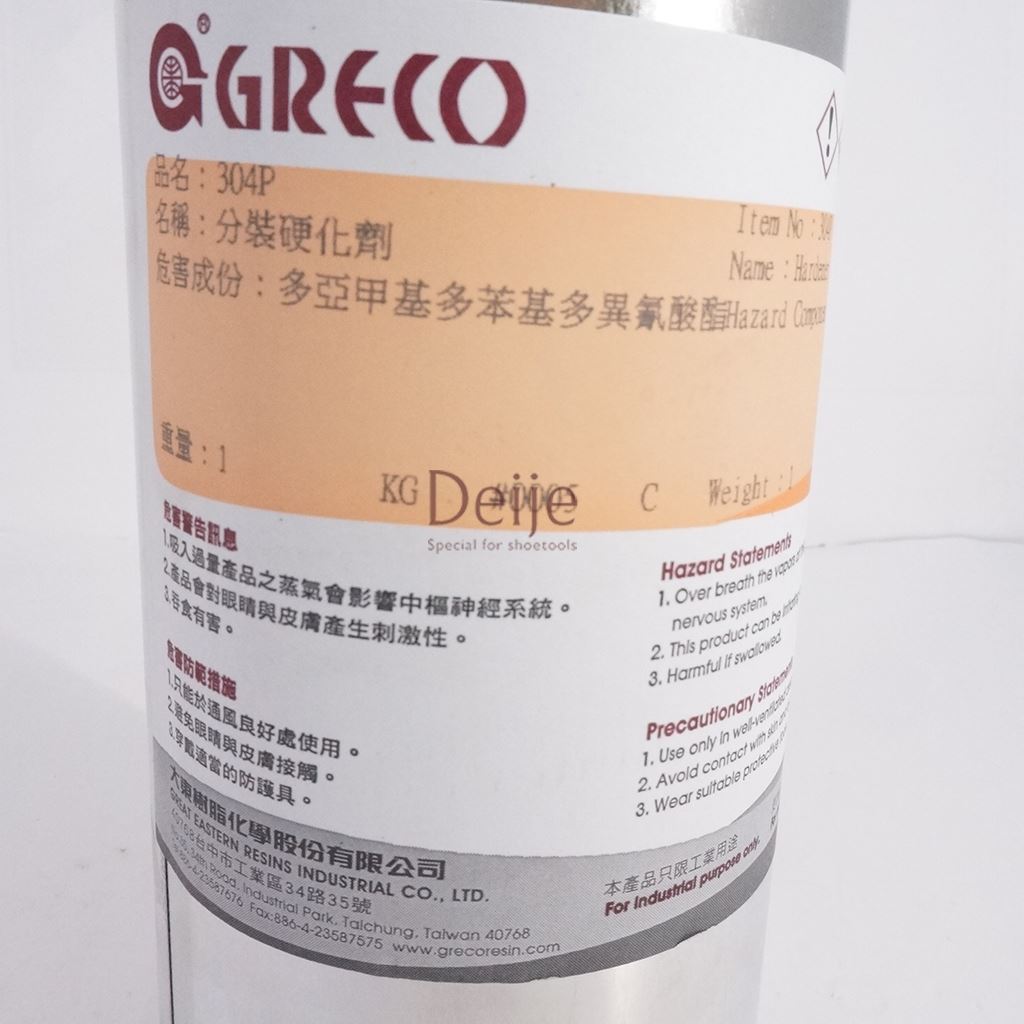 GRECO
品名：304P
名稱：分裝硬化劑
危害成份：多亞甲基多苯基多異氰酸酯
Item No : 304
Name : Hardener
Hazard
重量：1 KG #0005 C Weight : 1
Deije
Special for shoetools
危害警告訊息
1.吸入過量產品之蒸氣會影響中樞神經系統。
2.產品會對眼睛與皮膚產生刺激性。
3.吞食有害。
Hazard Statements
1. Over breath the vapors
nervous system.
2. This product can be
3. Harmful if swallowed.
危害防範措施
1.只能於通風良好處使用。
2.避免眼睛與皮膚接觸。
3.穿戴適當的防護具。
Precautionary
1. Use only in well-ventilated
2. Avoid contact with skin
3. Wear suitable protective
大東樹脂化學股份有限公司
GREAT EASTERN RESINS INDUSTRIAL CO., LTD.
40768台中市工業區34路35號
34th Road, Industrial Park, Taichung, Taiwan 40768
Fax:886-4-23587575 www.grecoresin.com
本產品只限工業用途
For industrial purpose only.